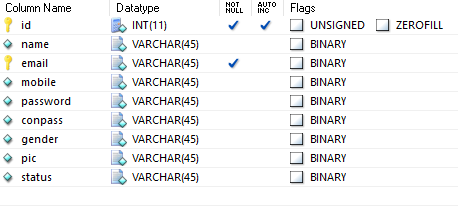 Column Name Datatype NOT NULL AUTO INC Flags
id INT(11) UNSIGNED ZEROFILL
name VARCHAR(45) BINARY
email VARCHAR(45) BINARY
mobile VARCHAR(45) BINARY
password VARCHAR(45) BINARY
conpass VARCHAR(45) BINARY
gender VARCHAR(45) BINARY
pic VARCHAR(45) BINARY
status VARCHAR(45) BINARY